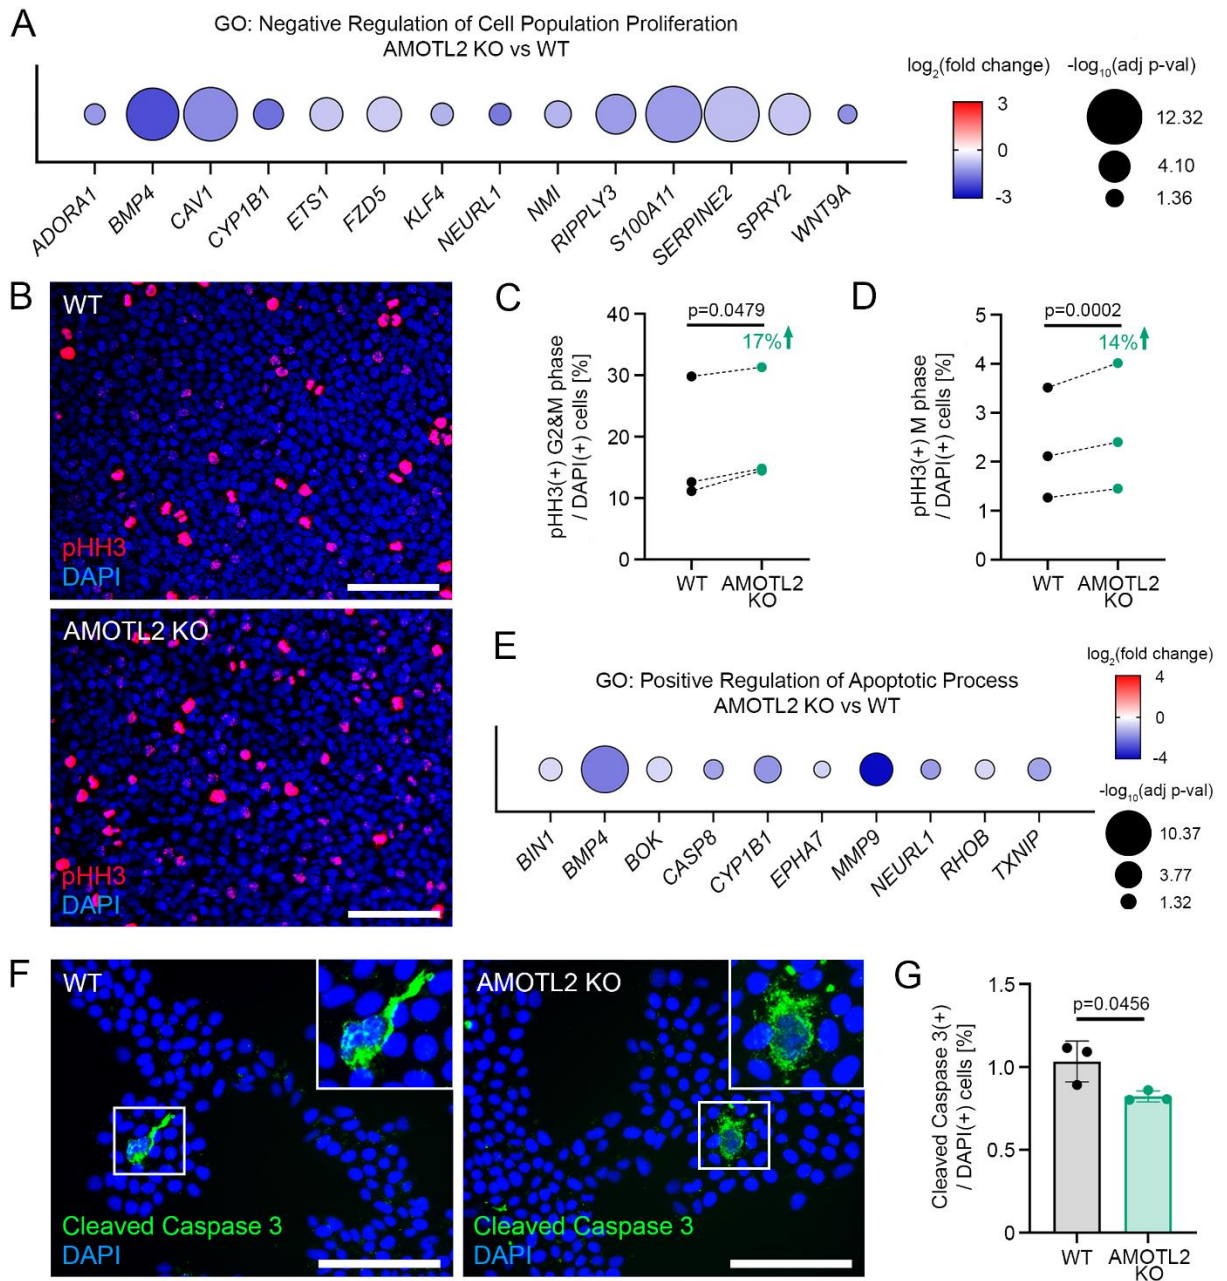 A
GO: Negative Regulation of Cell Population Proliferation
AMOTL2 KO vs WT
ADORA1
BMP4
CAV1
CYP1B1
ETS1
FZD5
KLF4
NEURL1
NMI
RIPPLY3
S100A11
SERPINE2
SPRY2
WNT9A
log2(fold change)
3
0
-3
-log10(adj p-val)
12.32
4.10
1.36
B
WT
pHH3
DAPI
AMOTL2 KO
pHH3
DAPI
C
pHH3(+) G2&M phase
/ DAPI(+) cells [%]
40
30
20
10
0
p=0.0479
17%
WT
AMOTL2
KO
D
pHH3(+) M phase
/ DAPI(+) cells [%]
5
4
3
2
1
0
p=0.0002
14%
WT
AMOTL2
KO
E
GO: Positive Regulation of Apoptotic Process
AMOTL2 KO vs WT
BIN1
BMP4
BOK
CASP8
CYP1B1
EPHA7
MMP9
NEURL1
RHOB
TXNIP
log2(fold change)
4
0
-4
-log10(adj p-val)
10.37
3.77
1.32
F
WT
Cleaved Caspase 3
DAPI
AMOTL2 KO
Cleaved Caspase 3
DAPI
G
Cleaved Caspase 3(+)
/ DAPI(+) cells [%]
1.5
1.0
0.5
0
p=0.0456
WT
AMOTL2
KO